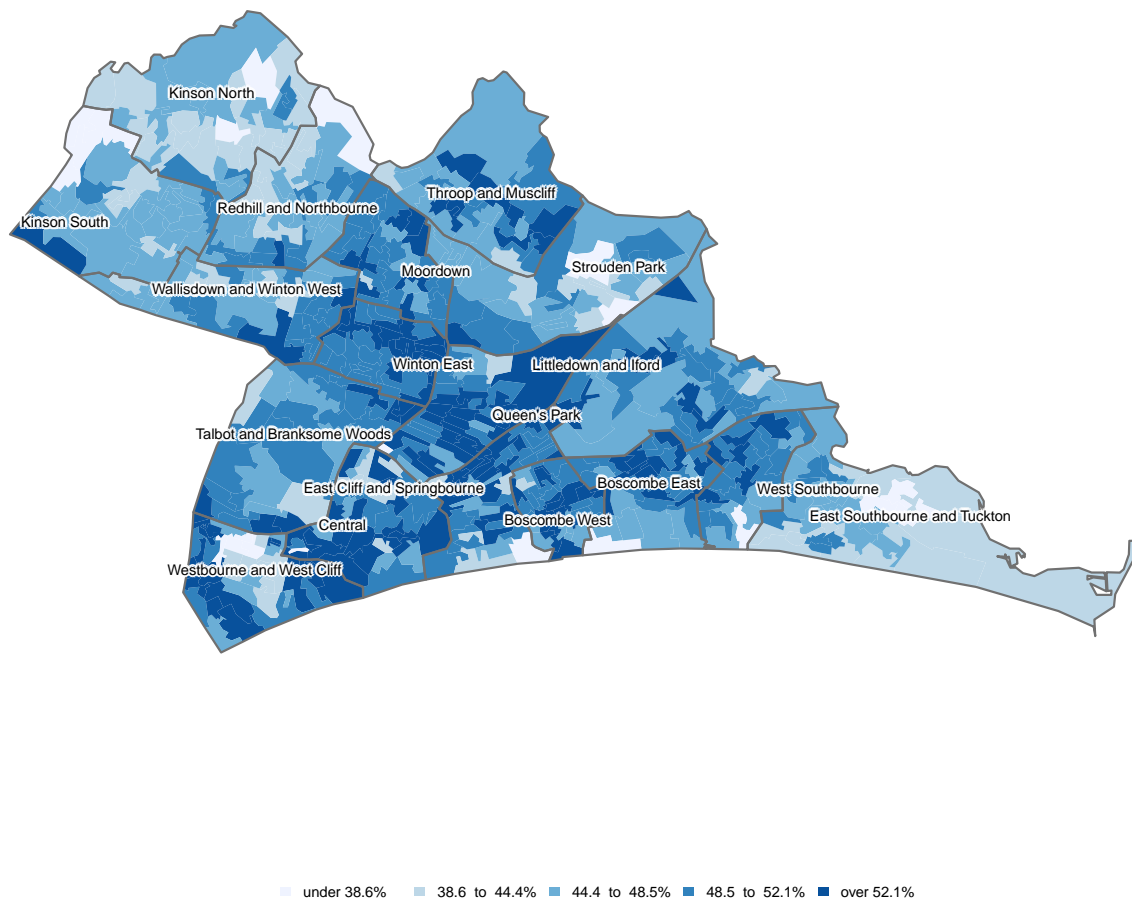 Kinson North
Throop and Muscliff
Redhill and Northbourne
Kinson South
Strouden Park
Moordown
Wallisdown and Winton West
Winton East
Littledown and Iford
Queen's Park
Talbot and Branksome Woods
Boscombe East
East Cliff and Springbourne
West Southbourne
East Southbourne and Tuckton
Boscombe West
Central
Westbourne and West Cliff
under 38.6% 38.6 to 44.4% 44.4 to 48.5% 48.5 to 52.1% over 52.1%